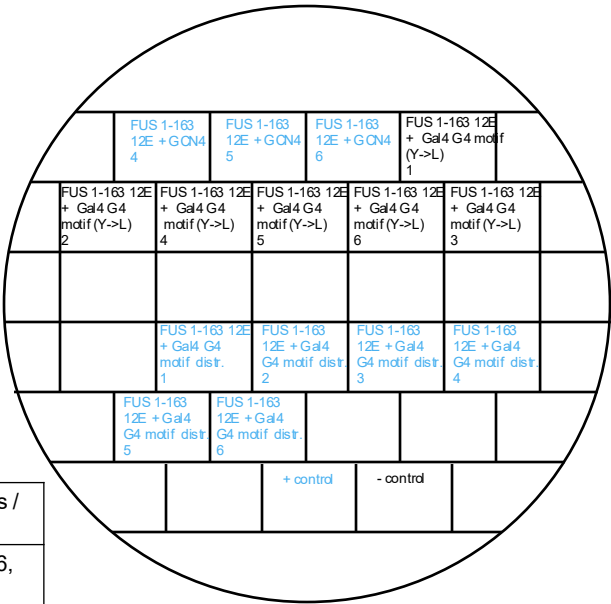 FUS 1-163
12E + GCN4
4
FUS 1-163
12E + GCN4
5
FUS 1-163
12E + GCN4
6
FUS 1-163 12E
+ Gal4 G4 motif
(Y->L)
1
FUS 1-163 12E
+ Gal4 G4
motif (Y->L)
2
FUS 1-163 12E
+ Gal4 G4
motif (Y->L)
4
FUS 1-163 12E
+ Gal4 G4
motif (Y->L)
5
FUS 1-163 12E
+ Gal4 G4
motif (Y->L)
6
FUS 1-163 12E
+ Gal4 G4
motif (Y->L)
3
FUS 1-163 12E
+ Gal4 G4
motif distr.
1
FUS 1-163
12E + Gal4
G4 motif distr.
2
FUS 1-163
12E + Gal4
G4 motif distr.
3
FUS 1-163
12E + Gal4
G4 motif distr.
4
FUS 1-163
12E + Gal4
G4 motif distr.
5
FUS 1-163
12E + Gal4
G4 motif distr.
6
+ control
- control
s /
6,